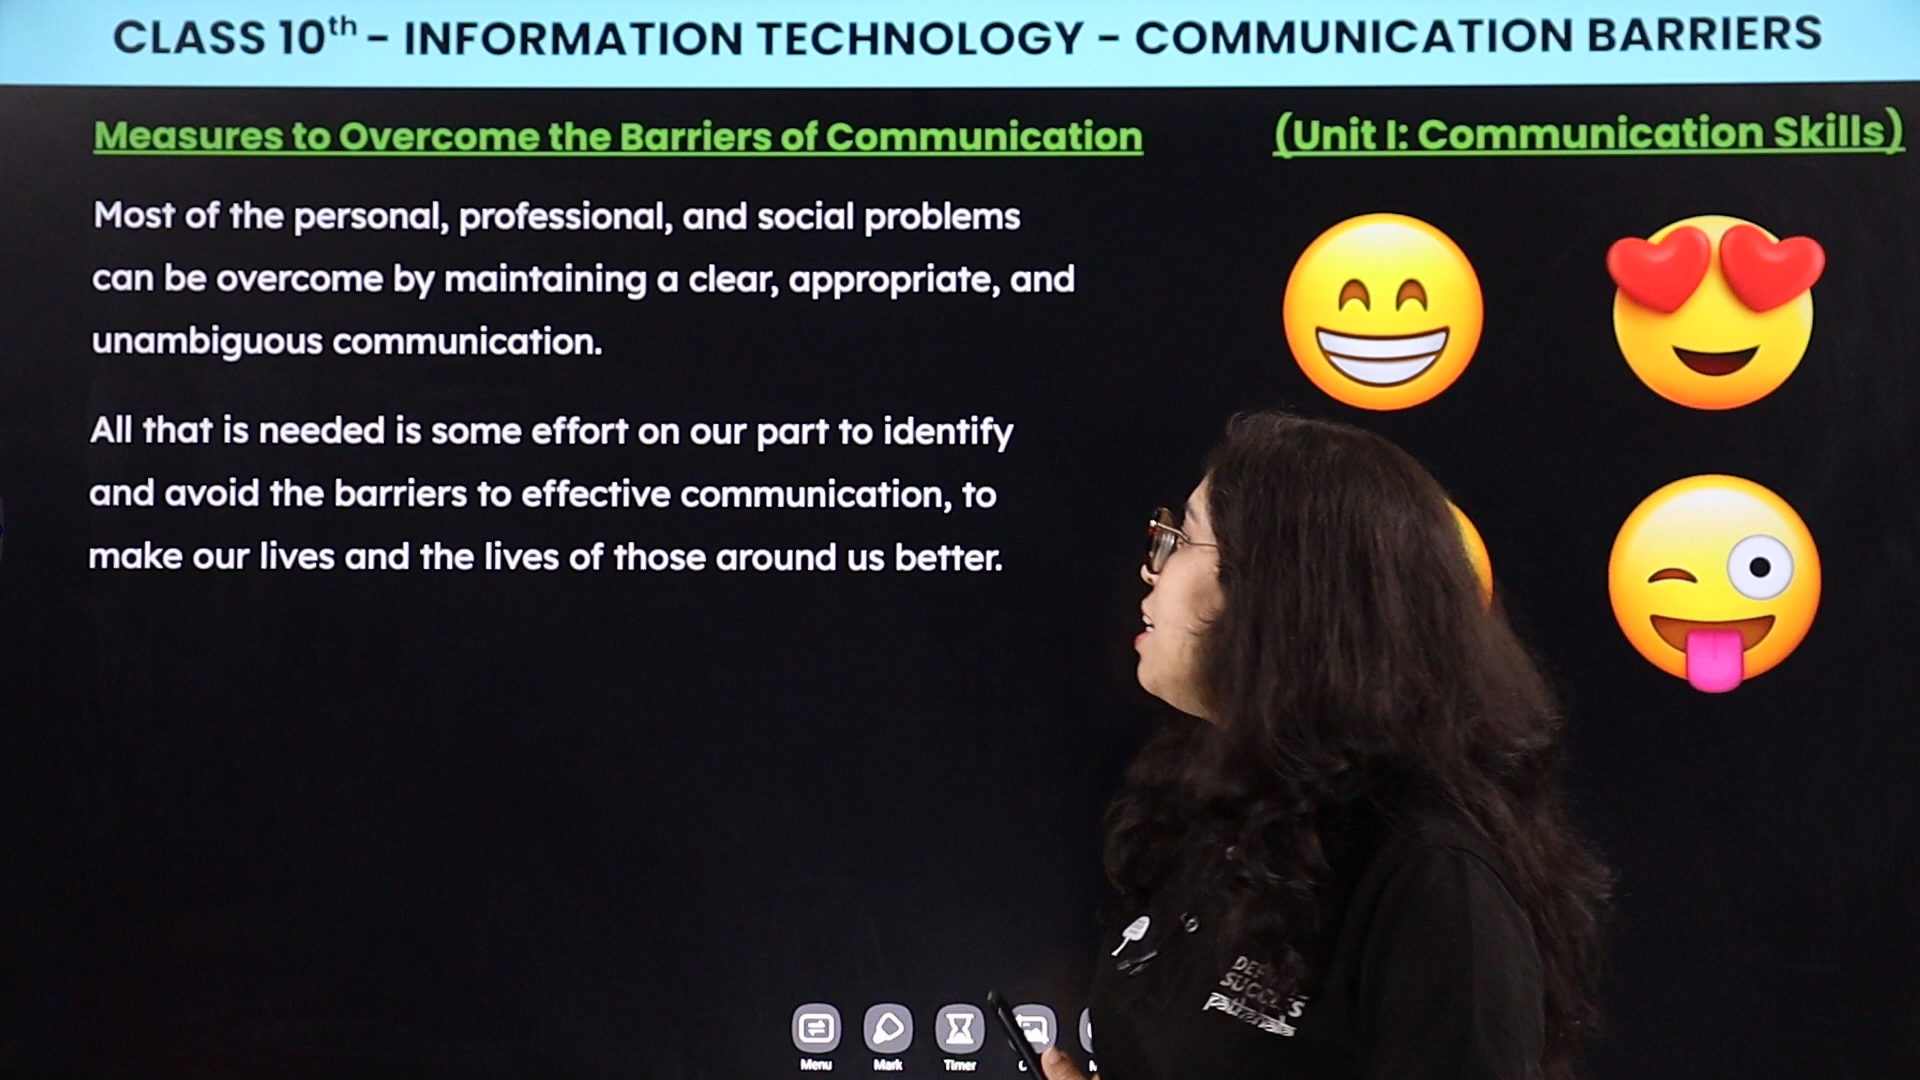 CLASS 10th - INFORMATION TECHNOLOGY - COMMUNICATION BARRIERS
Measures to Overcome the Barriers of Communication
(Unit I: Communication Skills)
Most of the personal, professional, and social problems
can be overcome by maintaining a clear, appropriate, and
unambiguous communication.
All that is needed is some effort on our part to identify
and avoid the barriers to effective communication, to
make our lives and the lives of those around us better.
Menu
Mark
Timer